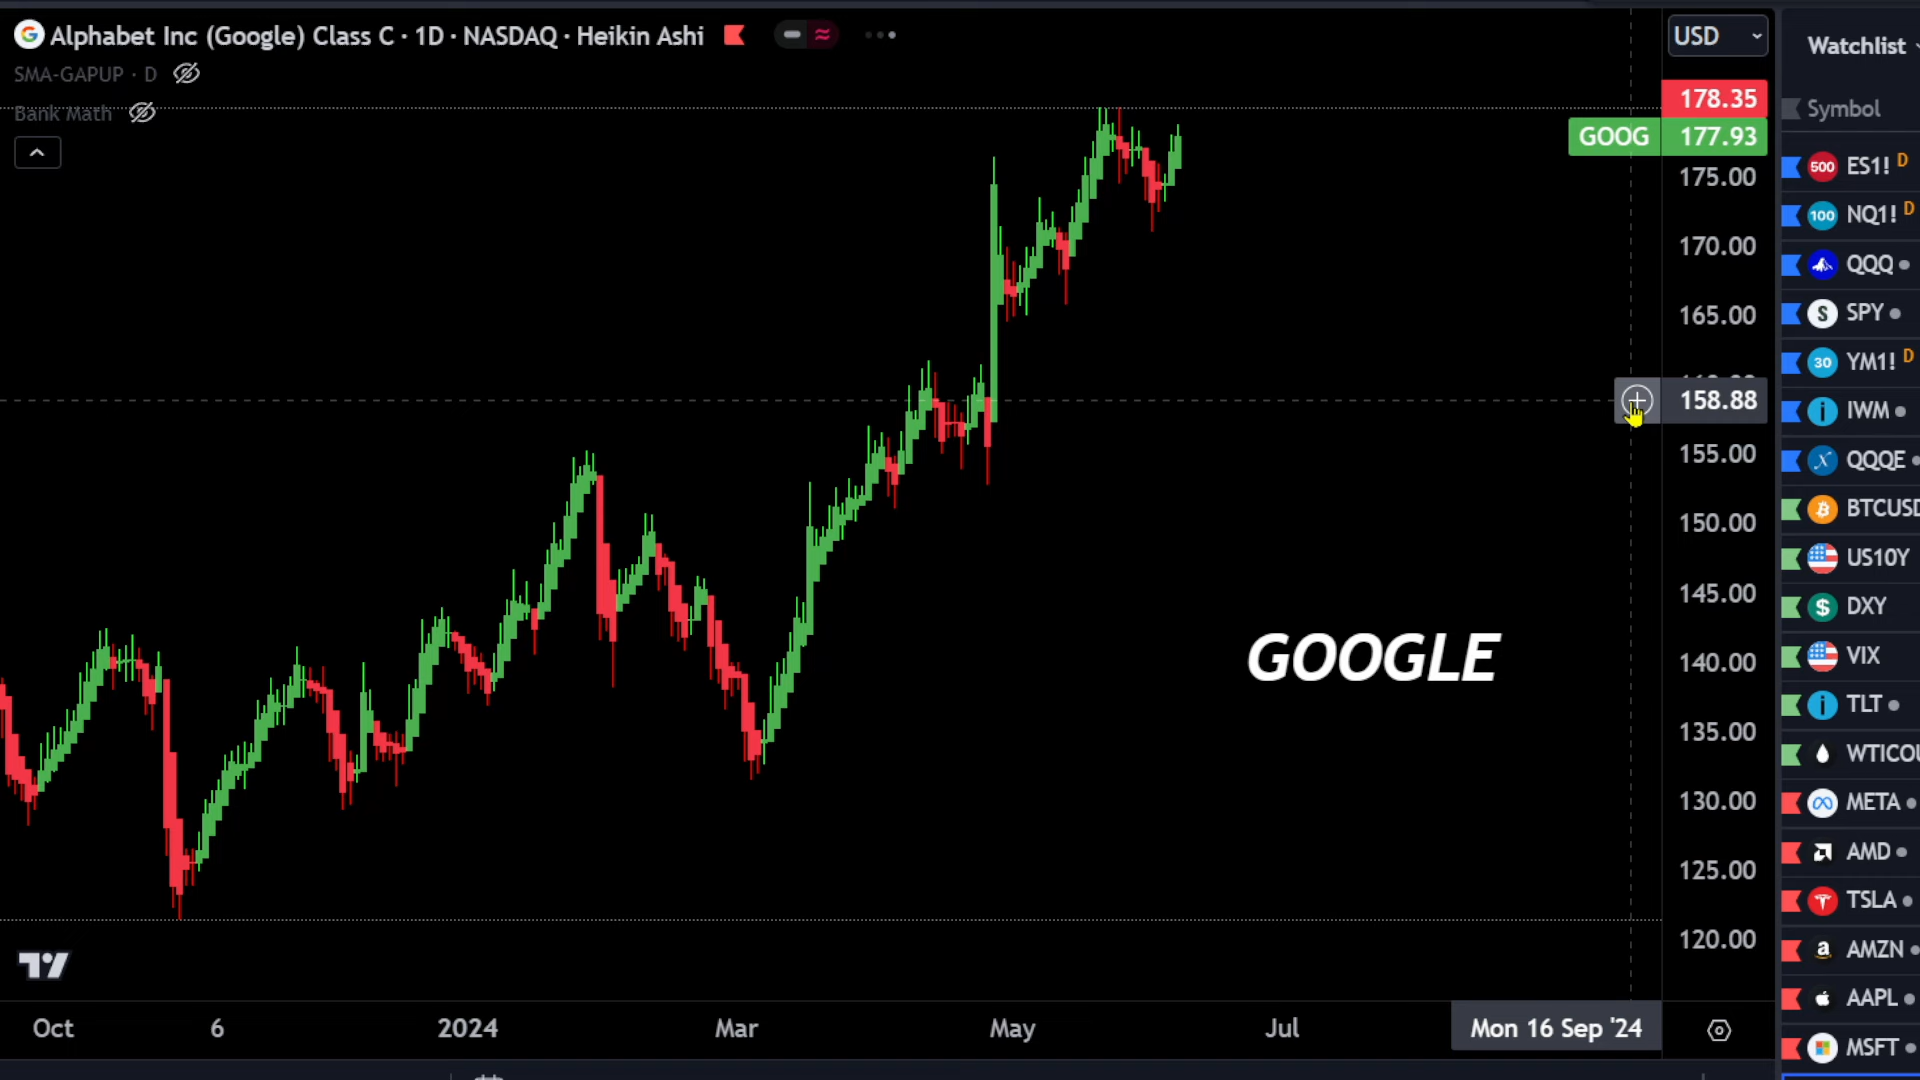 Alphabet Inc (Google) Class C · 1D · NASDAQ · Heikin Ashi
SMA-GAPUP · D
Bank Math
USD
178.35
GOOG 177.93
175.00
170.00
165.00
158.88
155.00
150.00
145.00
140.00
135.00
130.00
125.00
120.00
GOOGLE
Oct 6 2024 Mar May Jul Mon 16 Sep '24
Watchlist
Symbol
500 ES1! D
100 NQ1! D
QQQ
S SPY
30 YM1! D
IWM
QQQE
BTCUSD
US10Y
DXY
VIX
TLT
WTICOU
META
AMD
TSLA
AMZN
AAPL
MSFT